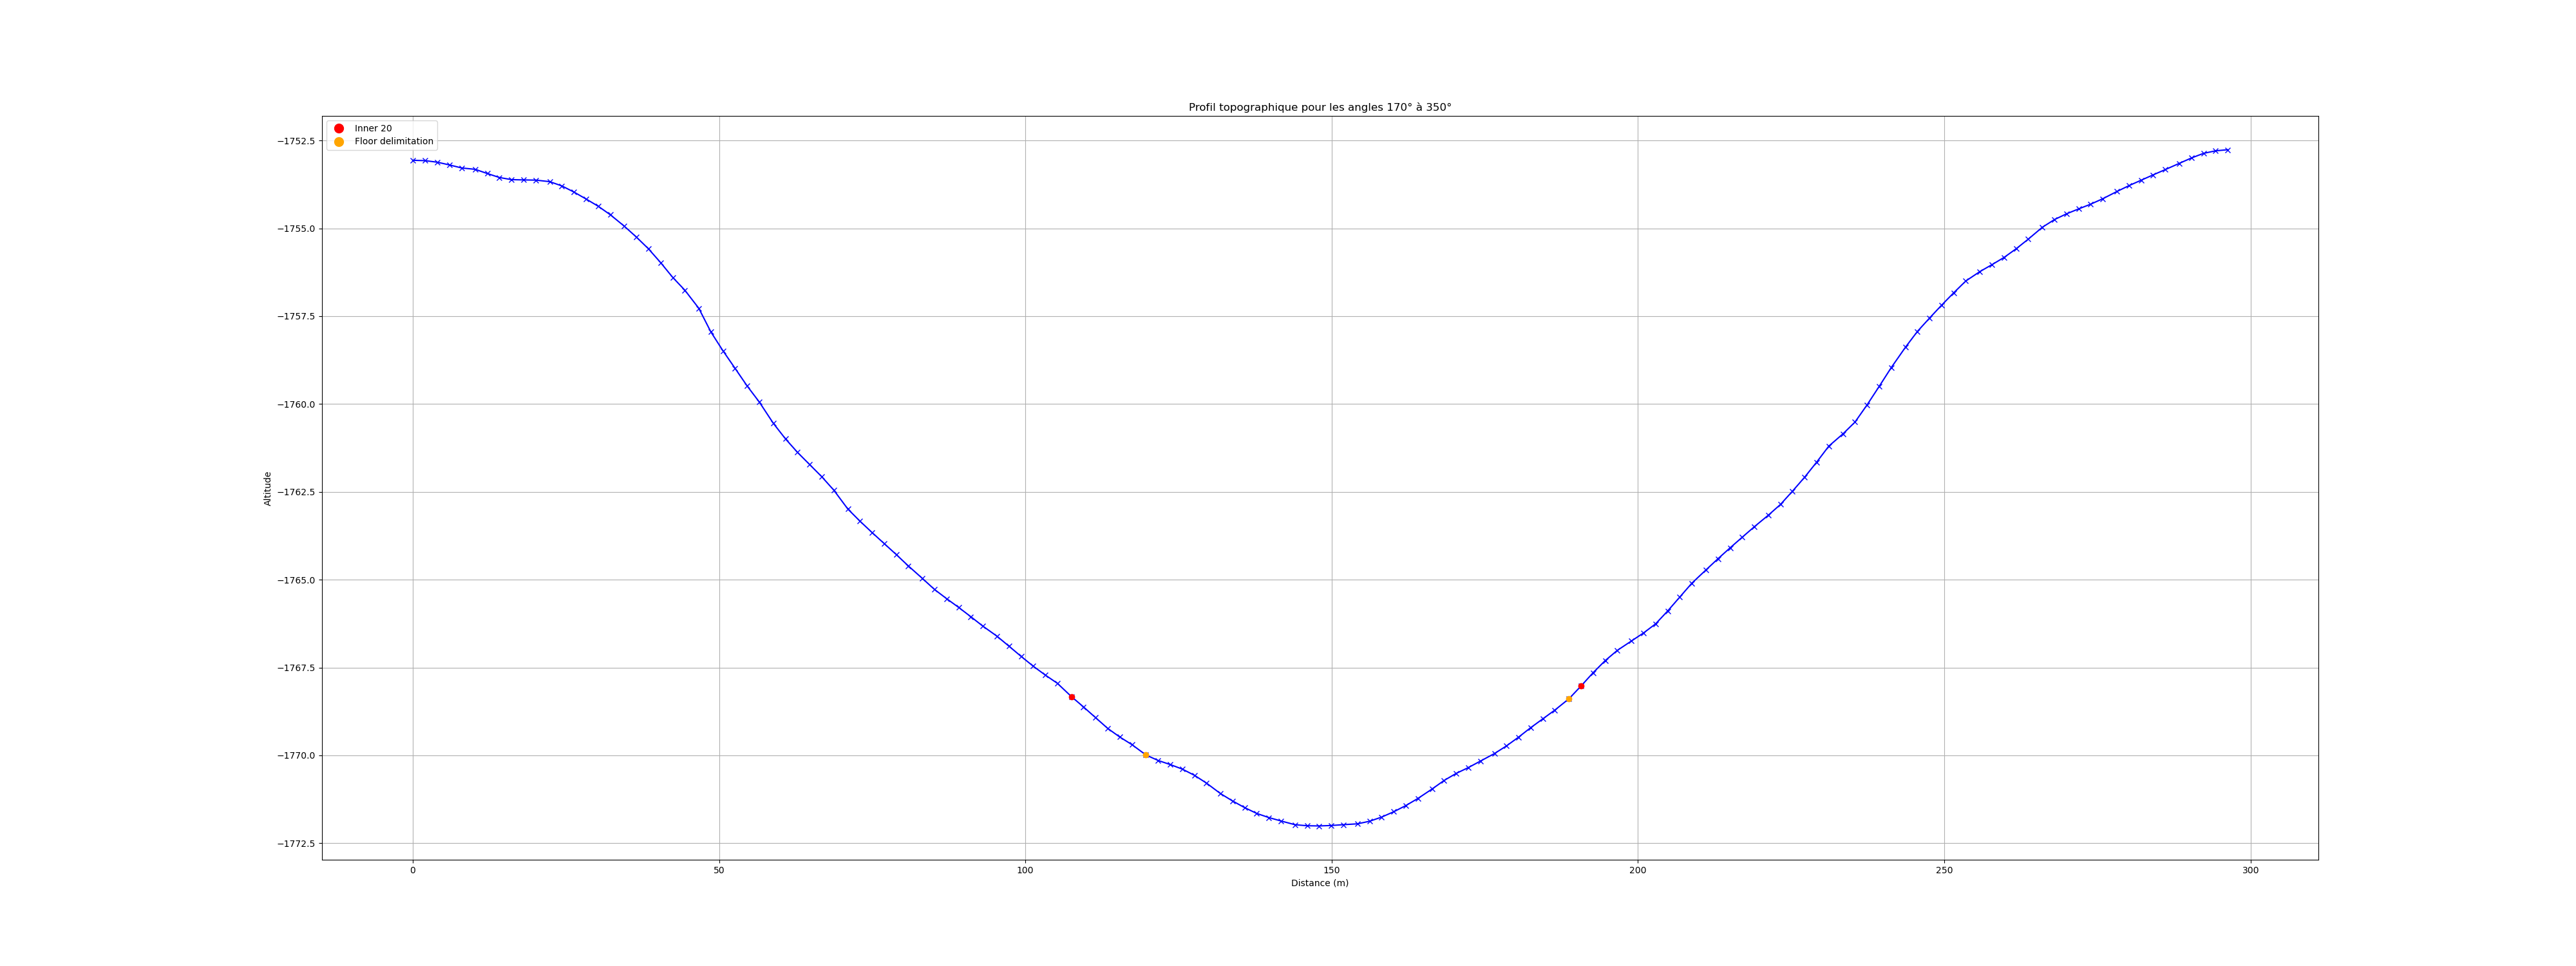 Profil topographique pour les angles 170° à 350°
Inner 20
Floor delimitation
−1752.5
−1755.0
−1757.5
−1760.0
−1762.5
−1765.0
−1767.5
−1770.0
−1772.5
Altitude
0 50 100 150 200 250 300
Distance (m)